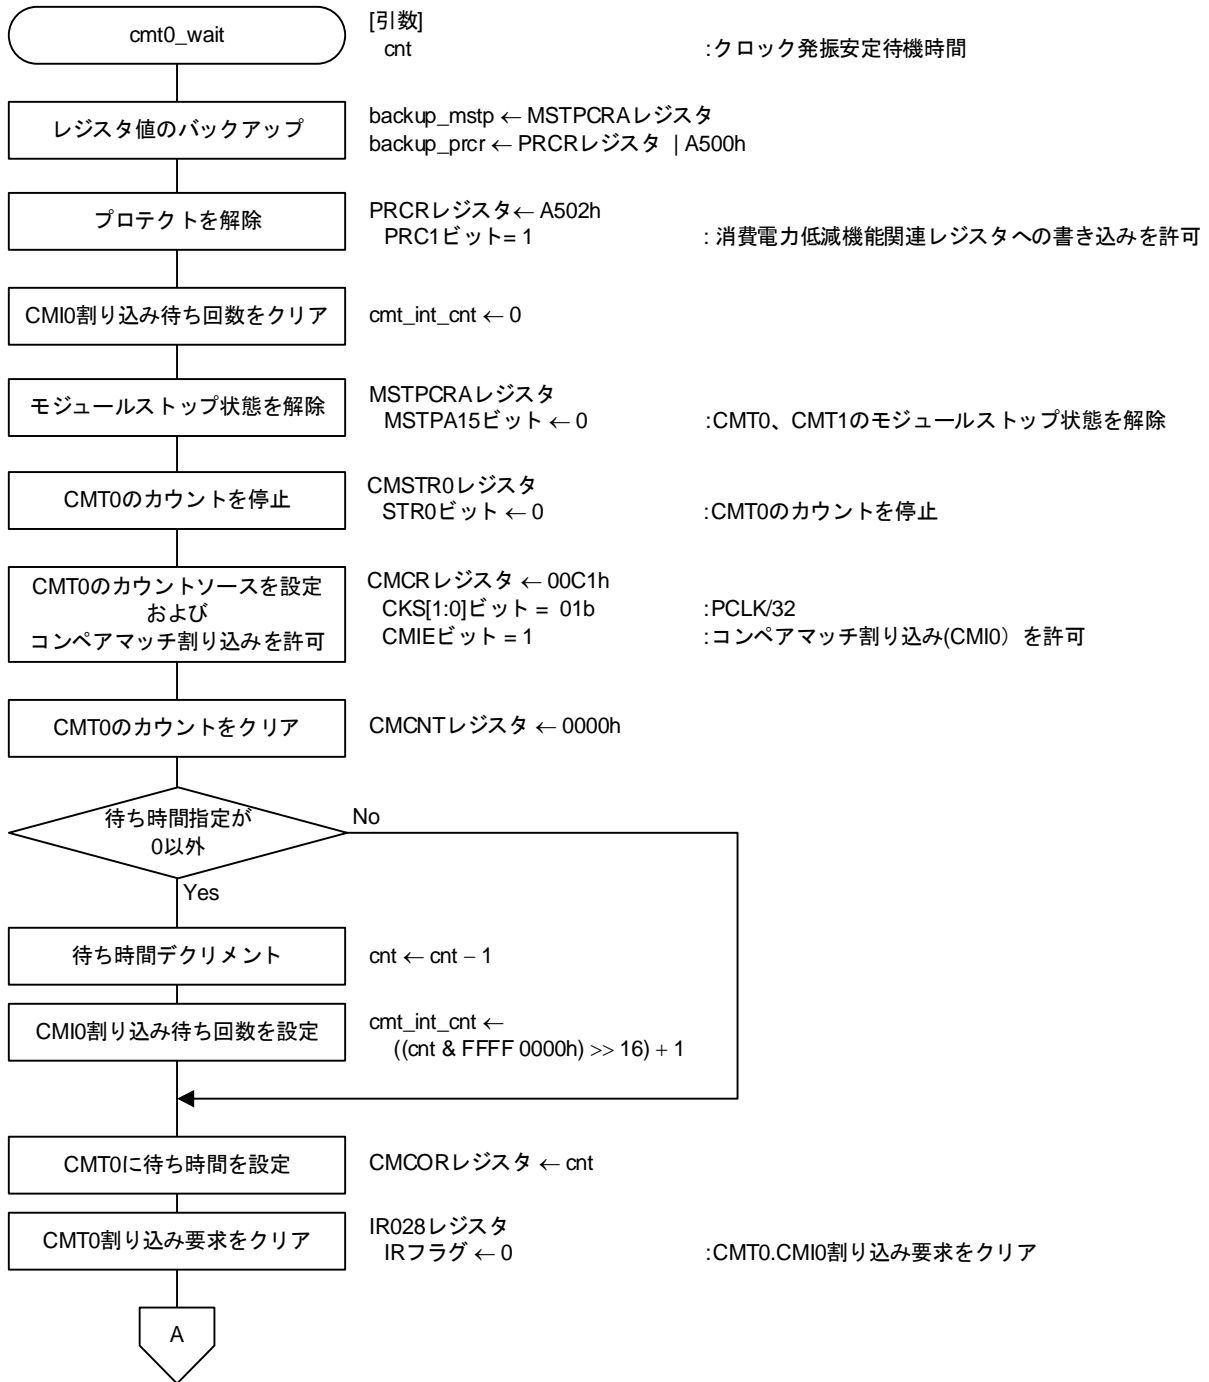 cmt0_wait
[引数]
cnt :クロック発振安定待機時間
レジスタ値のバックアップ
backup_mstp ← MSTPCRAレジスタ
backup_prcr ← PRCRレジスタ | A500h
プロテクトを解除
PRCRレジスタ← A502h
PRC1ビット= 1 : 消費電力低減機能関連レジスタへの書き込みを許可
CMI0割り込み待ち回数をクリア
cmt_int_cnt ← 0
モジュールストップ状態を解除
MSTPCRAレジスタ
MSTPA15ビット ← 0 :CMT0、CMT1のモジュールストップ状態を解除
CMT0のカウントを停止
CMSTR0レジスタ
STR0ビット ← 0 :CMT0のカウントを停止
CMT0のカウントソースを設定
および
コンペアマッチ割り込みを許可
CMCRレジスタ ← 00C1h
CKS[1:0]ビット = 01b :PCLK/32
CMIEビット = 1 :コンペアマッチ割り込み(CMI0）を許可
CMT0のカウントをクリア
CMCNTレジスタ ← 0000h
待ち時間指定が
0以外
No
Yes
待ち時間デクリメント
cnt ← cnt − 1
CMI0割り込み待ち回数を設定
cmt_int_cnt ←
((cnt & FFFF 0000h) >> 16) + 1
CMT0に待ち時間を設定
CMCORレジスタ ← cnt
CMT0割り込み要求をクリア
IR028レジスタ
IRフラグ ← 0 :CMT0.CMI0割り込み要求をクリア
A